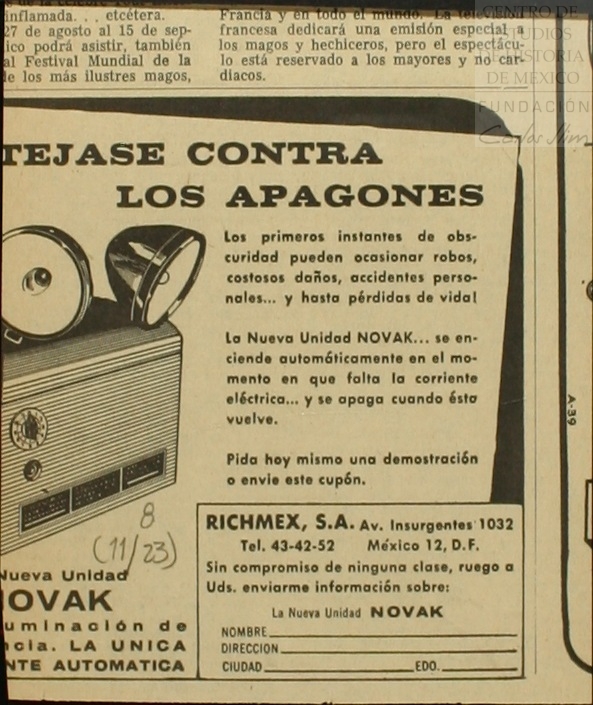 inflamada. . . etcétera.
27 de agosto al 15 de sep-
ico podrá asistir, también
al Festival Mundial de la
de los más ilustres magos,
Francia y en todo el mundo. La televisión
francesa dedicará una emisión especial a
los magos y hechiceros, pero el espectácu-
lo está reservado a los mayores y no car-
diacos.
CENTRO DE
ESTUDIOS
DE HISTORIA
DE MEXICO
FUNDACIÓN
Carlos Slim
TEJASE CONTRA
LOS APAGONES
Los primeros instantes de obs-
curidad pueden ocasionar robos,
costosos daños, accidentes perso-
nales... y hasta pérdidas de vida!
La Nueva Unidad NOVAK... se en-
ciende automáticamente en el mo-
mento en que falta la corriente
eléctrica... y se apaga cuando ésta
vuelve.
Pida hoy mismo una demostración
o envie este cupón.
8
(11/23)
Nueva Unidad
OVAK
uminación de
ncia. LA UNICA
NTE AUTOMATICA
RICHMEX, S.A. Av. Insurgentes 1032
Tel. 43-42-52 México 12, D.F.
Sin compromiso de ninguna clase, ruego a
Uds. enviarme información sobre:
La Nueva Unidad NOVAK
NOMBRE
DIRECCION
CIUDAD EDO.
A-39